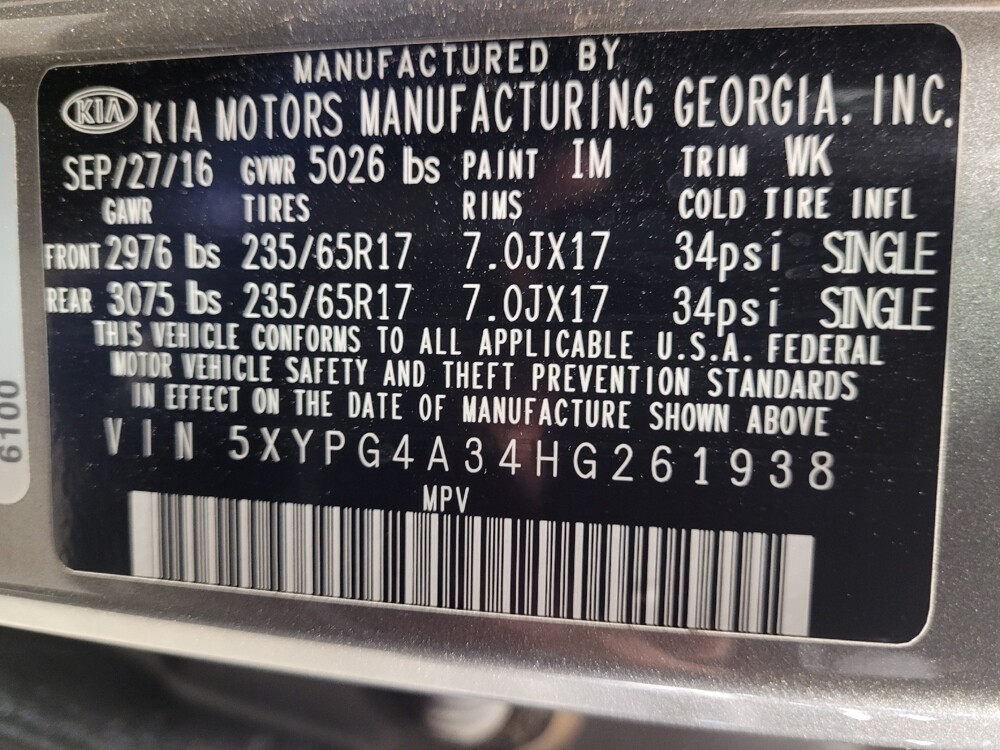 MANUFACTURED BY
KIA KIA MOTORS MANUFACTURING GEORGIA, INC.
SEP/27/16 GVWR 5026 lbs PAINT IM TRIM WK
GAWR TIRES RIMS COLD TIRE INFL
FRONT 2976 lbs 235/65R17 7.0JX17 34psi SINGLE
REAR 3075 lbs 235/65R17 7.0JX17 34psi SINGLE
THIS VEHICLE CONFORMS TO ALL APPLICABLE U.S.A. FEDERAL
MOTOR VEHICLE SAFETY AND THEFT PREVENTION STANDARDS
IN EFFECT ON THE DATE OF MANUFACTURE SHOWN ABOVE
VIN 5XYPG4A34HG261938
MPV
6100